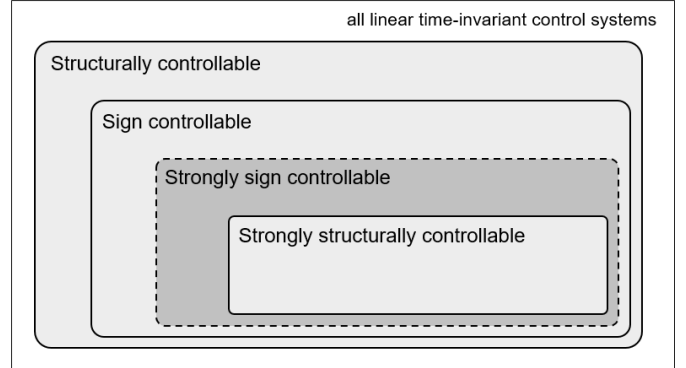 all linear time-invariant control systems
Structurally controllable
Sign controllable
Strongly sign controllable
Strongly structurally controllable